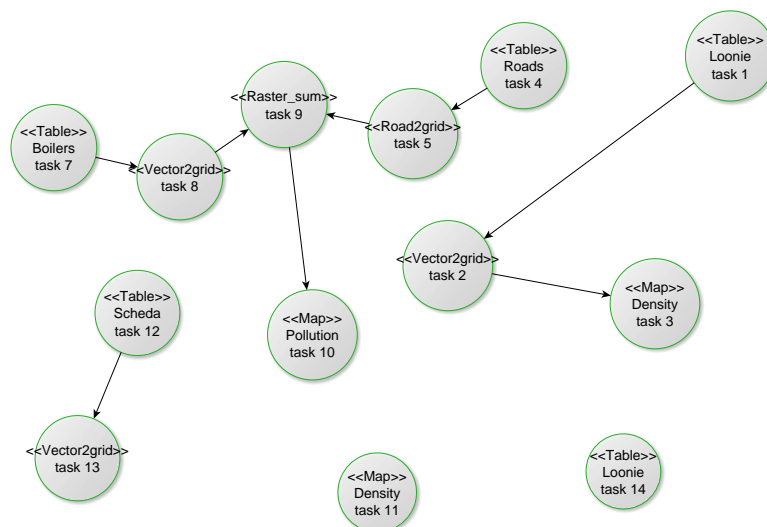 <<Table>>
Loonie
task 1
<<Table>>
Roads
task 4
<<Raster_sum>>
task 9
<<Road2grid>>
task 5
<<Table>>
Boilers
task 7
<<Vector2grid>>
task 8
<<Vector2grid>>
task 2
<<Map>>
Density
task 3
<<Table>>
Scheda
task 12
<<Map>>
Pollution
task 10
<<Vector2grid>>
task 13
<<Map>>
Density
task 11
<<Table>>
Loonie
task 14